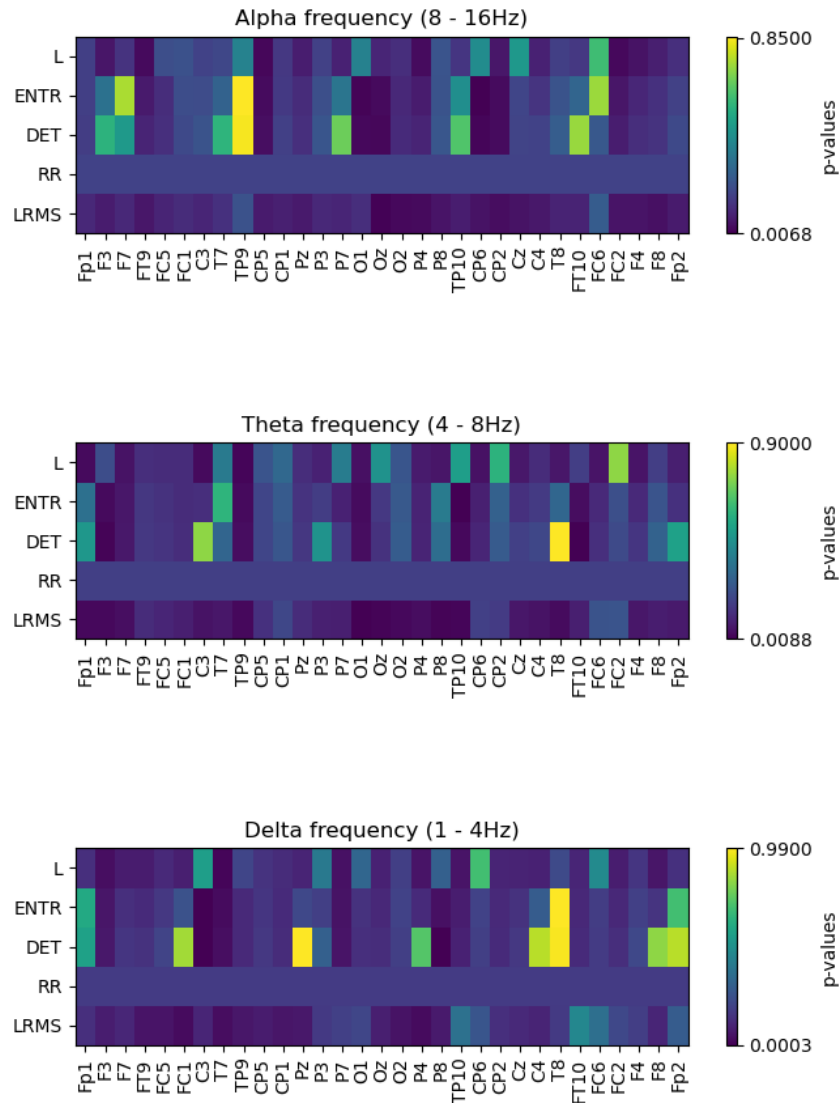 Alpha frequency (8 - 16Hz)
L
ENTR
DET
RR
LRMS
Fp1 F3 F7 FT9 FC5 FC1 C3 T7 TP9 CP5 CP1 Pz P3 P7 O1 Oz O2 P4 P8 TP10 CP6 CP2 Cz C4 T8 FT10 FC6 FC2 F4 F8 Fp2
0.8500
0.0068
p-values
Theta frequency (4 - 8Hz)
L
ENTR
DET
RR
LRMS
Fp1 F3 F7 FT9 FC5 FC1 C3 T7 TP9 CP5 CP1 Pz P3 P7 O1 Oz O2 P4 P8 TP10 CP6 CP2 Cz C4 T8 FT10 FC6 FC2 F4 F8 Fp2
0.9000
0.0088
p-values
Delta frequency (1 - 4Hz)
L
ENTR
DET
RR
LRMS
Fp1 F3 F7 FT9 FC5 FC1 C3 T7 TP9 CP5 CP1 Pz P3 P7 O1 Oz O2 P4 P8 TP10 CP6 CP2 Cz C4 T8 FT10 FC6 FC2 F4 F8 Fp2
0.9900
0.0003
p-values